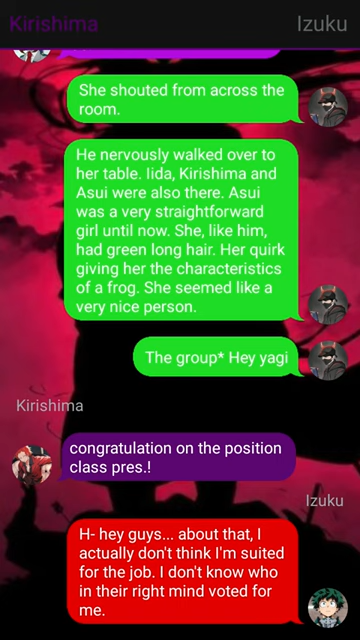 Kirishima
Izuku
She shouted from across the
room.
He nervously walked over to
her table. Iida, Kirishima and
Asui were also there. Asui
was a very straightforward
girl until now. She, like him,
had green long hair. Her quirk
giving her the characteristics
of a frog. She seemed like a
very nice person.
The group* Hey yagi
Kirishima
congratulation on the position
class pres.!
Izuku
H- hey guys... about that, I
actually don't think I'm suited
for the job. I don't know who
in their right mind voted for
me.